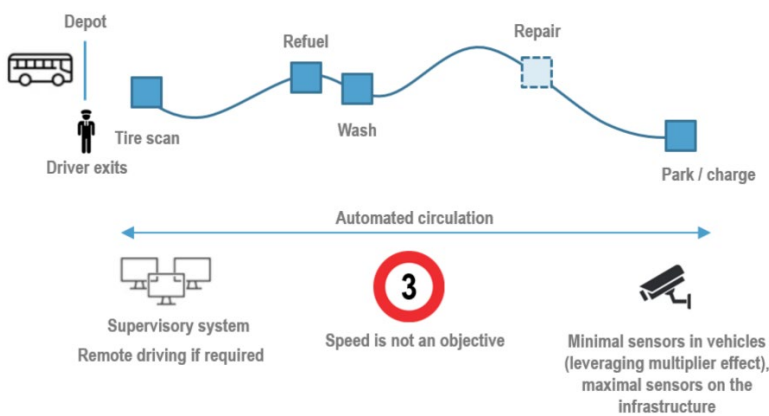 Depot
Driver exits
Tire scan
Refuel
Wash
Repair
Park / charge
Automated circulation
Supervisory system
Remote driving if required
3
Speed is not an objective
Minimal sensors in vehicles
(leveraging multiplier effect),
maximal sensors on the
infrastructure